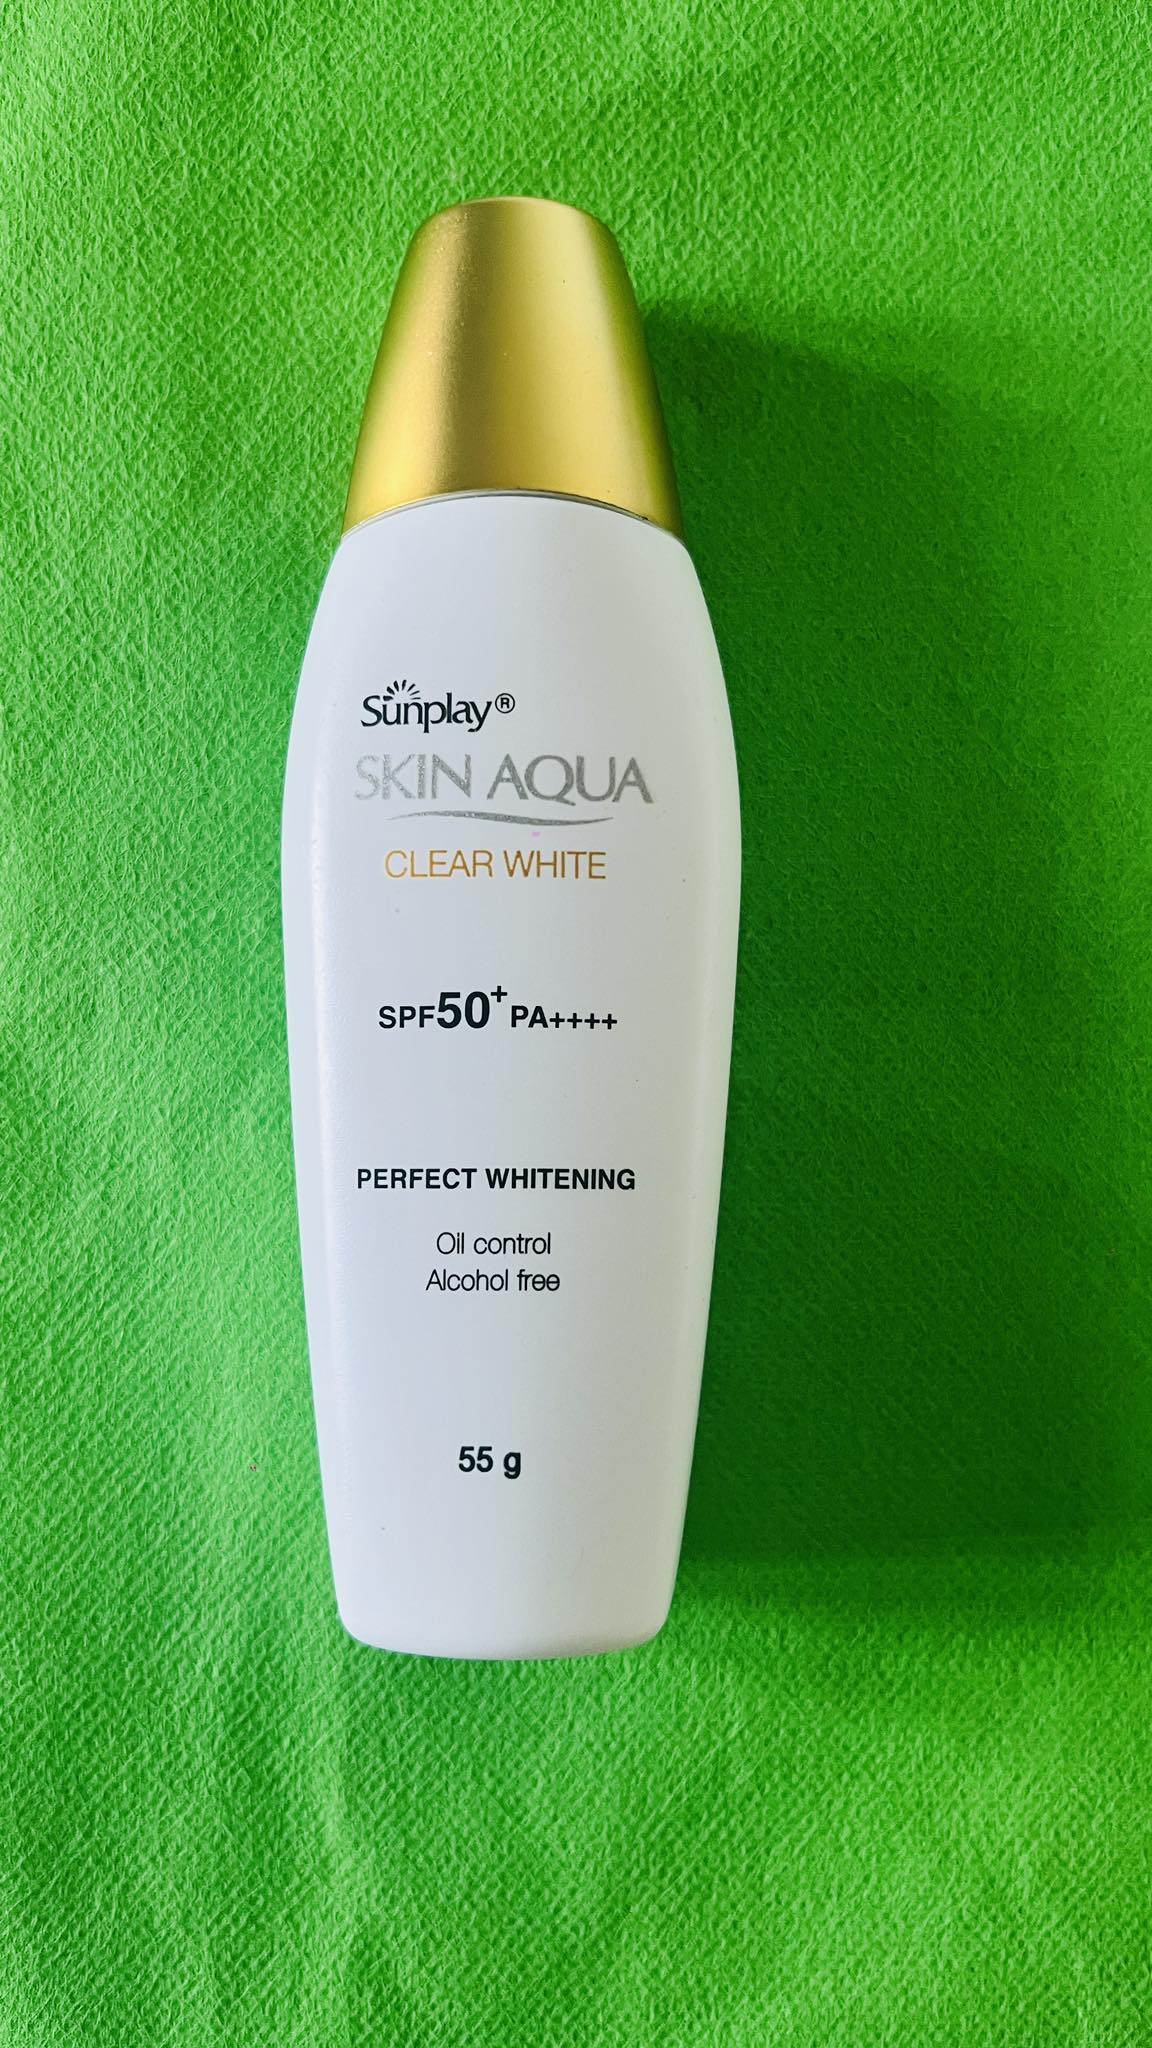 Sunplay®
SKIN AQUA
CLEAR WHITE
SPF50+ PA++++
PERFECT WHITENING
Oil control
Alcohol free
55 g